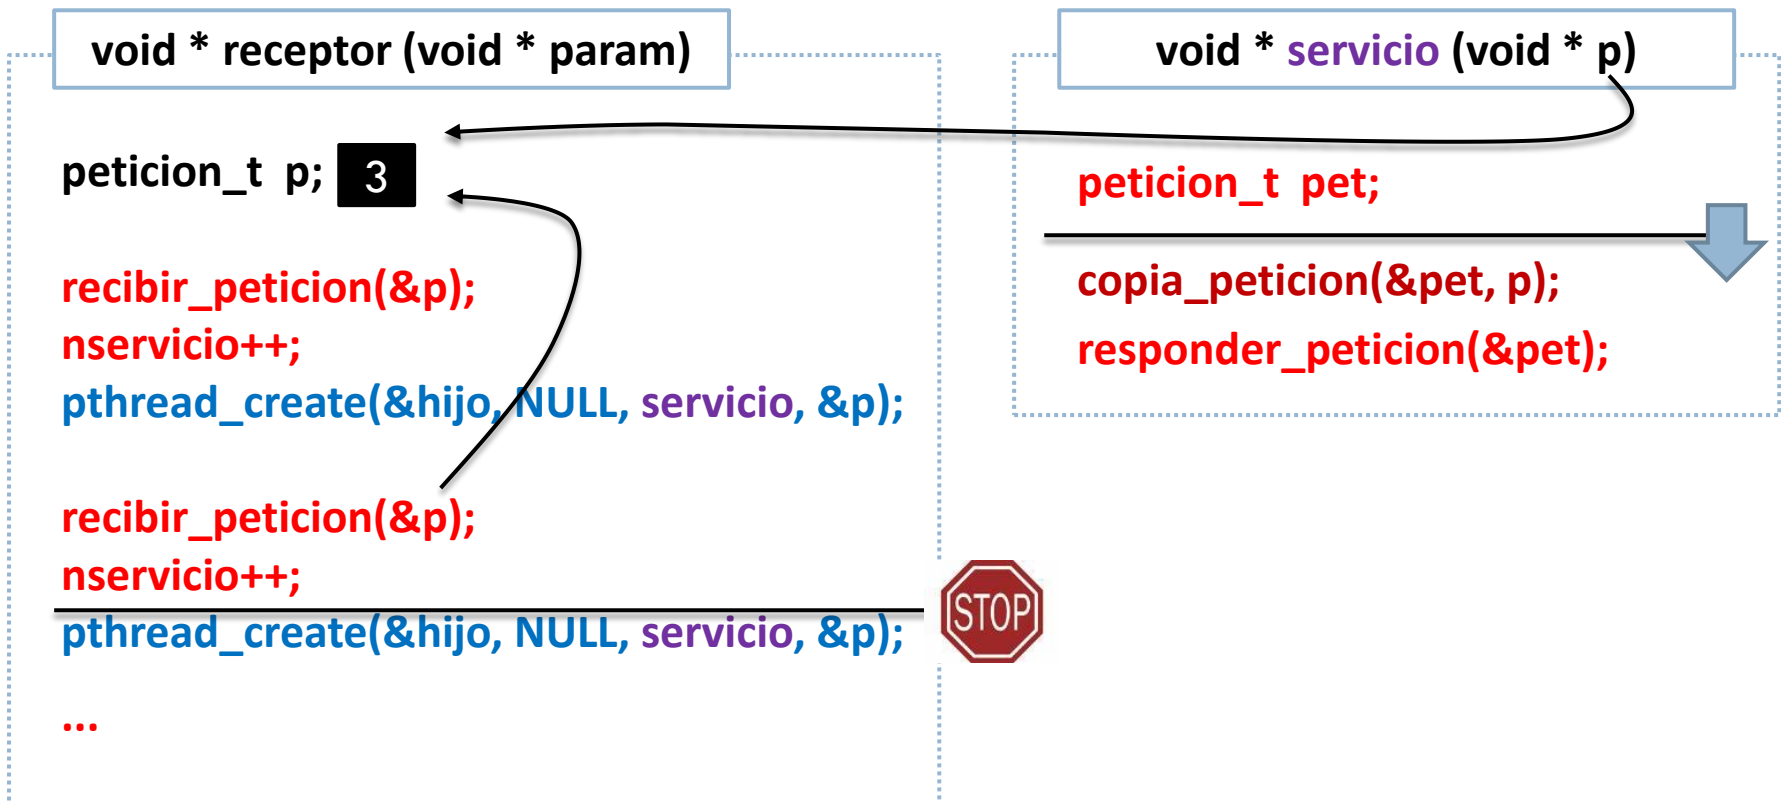 void * receptor (void * param)
peticion_t p; 3
recibir_peticion(&p);
nservicio++;
pthread_create(&hijo, NULL, servicio, &p);
recibir_peticion(&p);
nservicio++;
pthread_create(&hijo, NULL, servicio, &p);
...
STOP
void * servicio (void * p)
peticion_t pet;
copia_peticion(&pet, p);
responder_peticion(&pet);